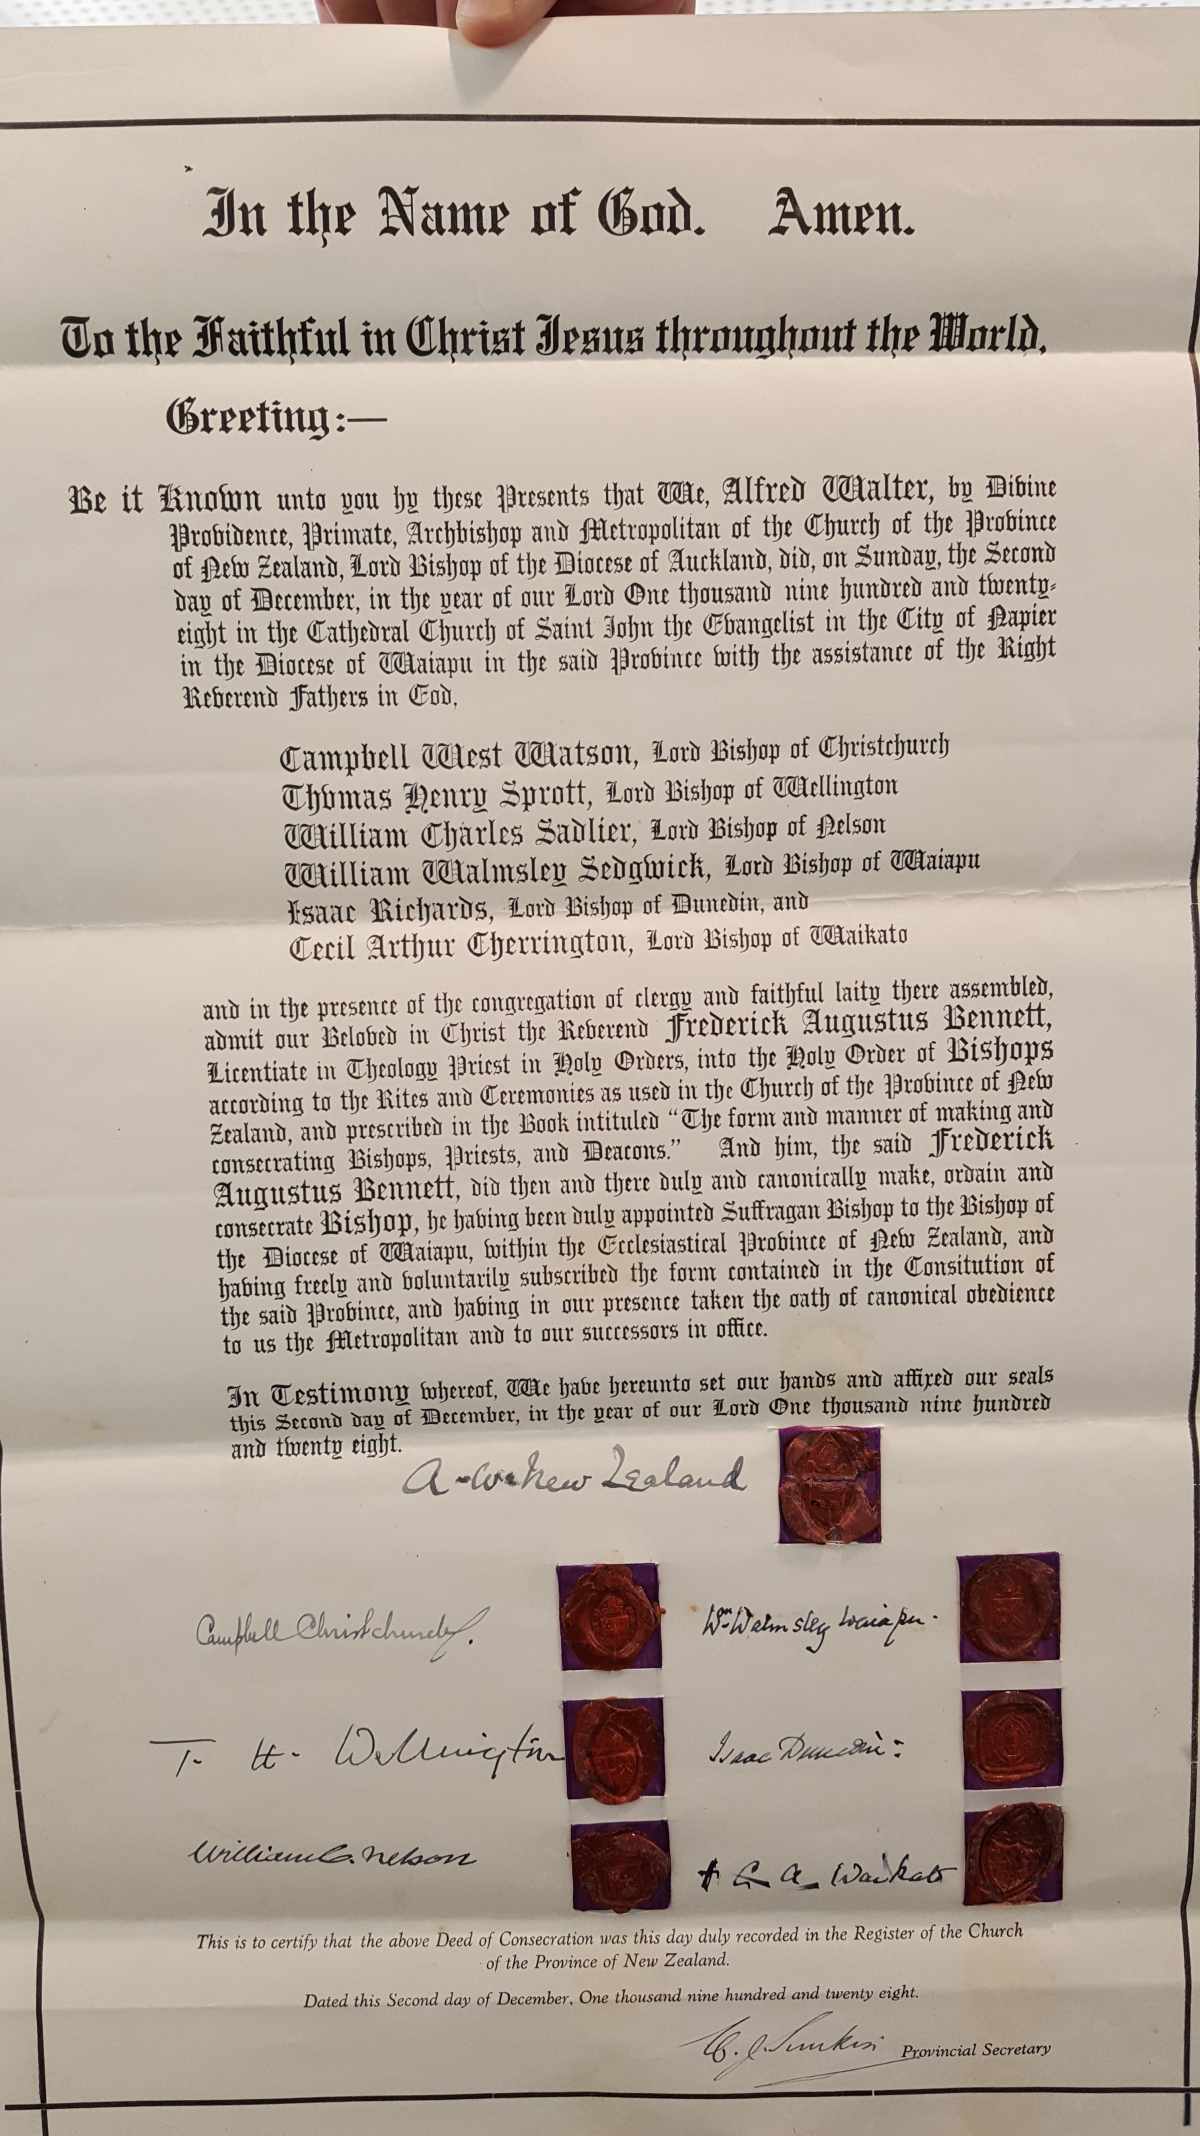 In the Name of God. Amen.
To the Faithful in Christ Jesus throughout the World.
Greeting:—
Be it Known unto you by these Presents that We, Alfred Walter, by Divine
Providence, Primate, Archbishop and Metropolitan of the Church of the Province
of New Zealand, Lord Bishop of the Diocese of Auckland, did, on Sunday, the Second
day of December, in the year of our Lord One thousand nine hundred and twenty-
eight in the Cathedral Church of Saint John the Evangelist in the City of Napier
in the Diocese of Waiapu in the said Province with the assistance of the Right
Reverend Fathers in God,
Campbell West Watson, Lord Bishop of Christchurch
Thomas Henry Sprott, Lord Bishop of Wellington
William Charles Sadlier, Lord Bishop of Nelson
William Walmsley Sedgwick, Lord Bishop of Waiapu
Isaac Richards, Lord Bishop of Dunedin, and
Cecil Arthur Cherrington, Lord Bishop of Waikato
and in the presence of the congregation of clergy and faithful laity there assembled,
admit our Beloved in Christ the Reverend Frederick Augustus Bennett,
Licentiate in Theology Priest in Holy Orders, into the Holy Order of Bishops
according to the Rites and Ceremonies as used in the Church of the Province of New
Zealand, and prescribed in the Book intituled “The form and manner of making and
consecrating Bishops, Priests, and Deacons.” And him, the said Frederick
Augustus Bennett, did then and there duly and canonically make, ordain and
consecrate Bishop, he having been duly appointed Suffragan Bishop to the Bishop of
the Diocese of Waiapu, within the Ecclesiastical Province of New Zealand, and
having freely and voluntarily subscribed the form contained in the Consitution of
the said Province, and having in our presence taken the oath of canonical obedience
to us the Metropolitan and to our successors in office.
In Testimony whereof, We have hereunto set our hands and affixed our seals
this Second day of December, in the year of our Lord One thousand nine hundred
and twenty eight.
A.W. New Zealand
Campbell Christchurch.
Wm Walmsley Waiapu.
T. H. Wellington
Isaac Dunedin:
William C. Nelson
+ C. A. Waikato
This is to certify that the above Deed of Consecration was this day duly recorded in the Register of the Church
of the Province of New Zealand.
Dated this Second day of December, One thousand nine hundred and twenty eight.
Provincial Secretary